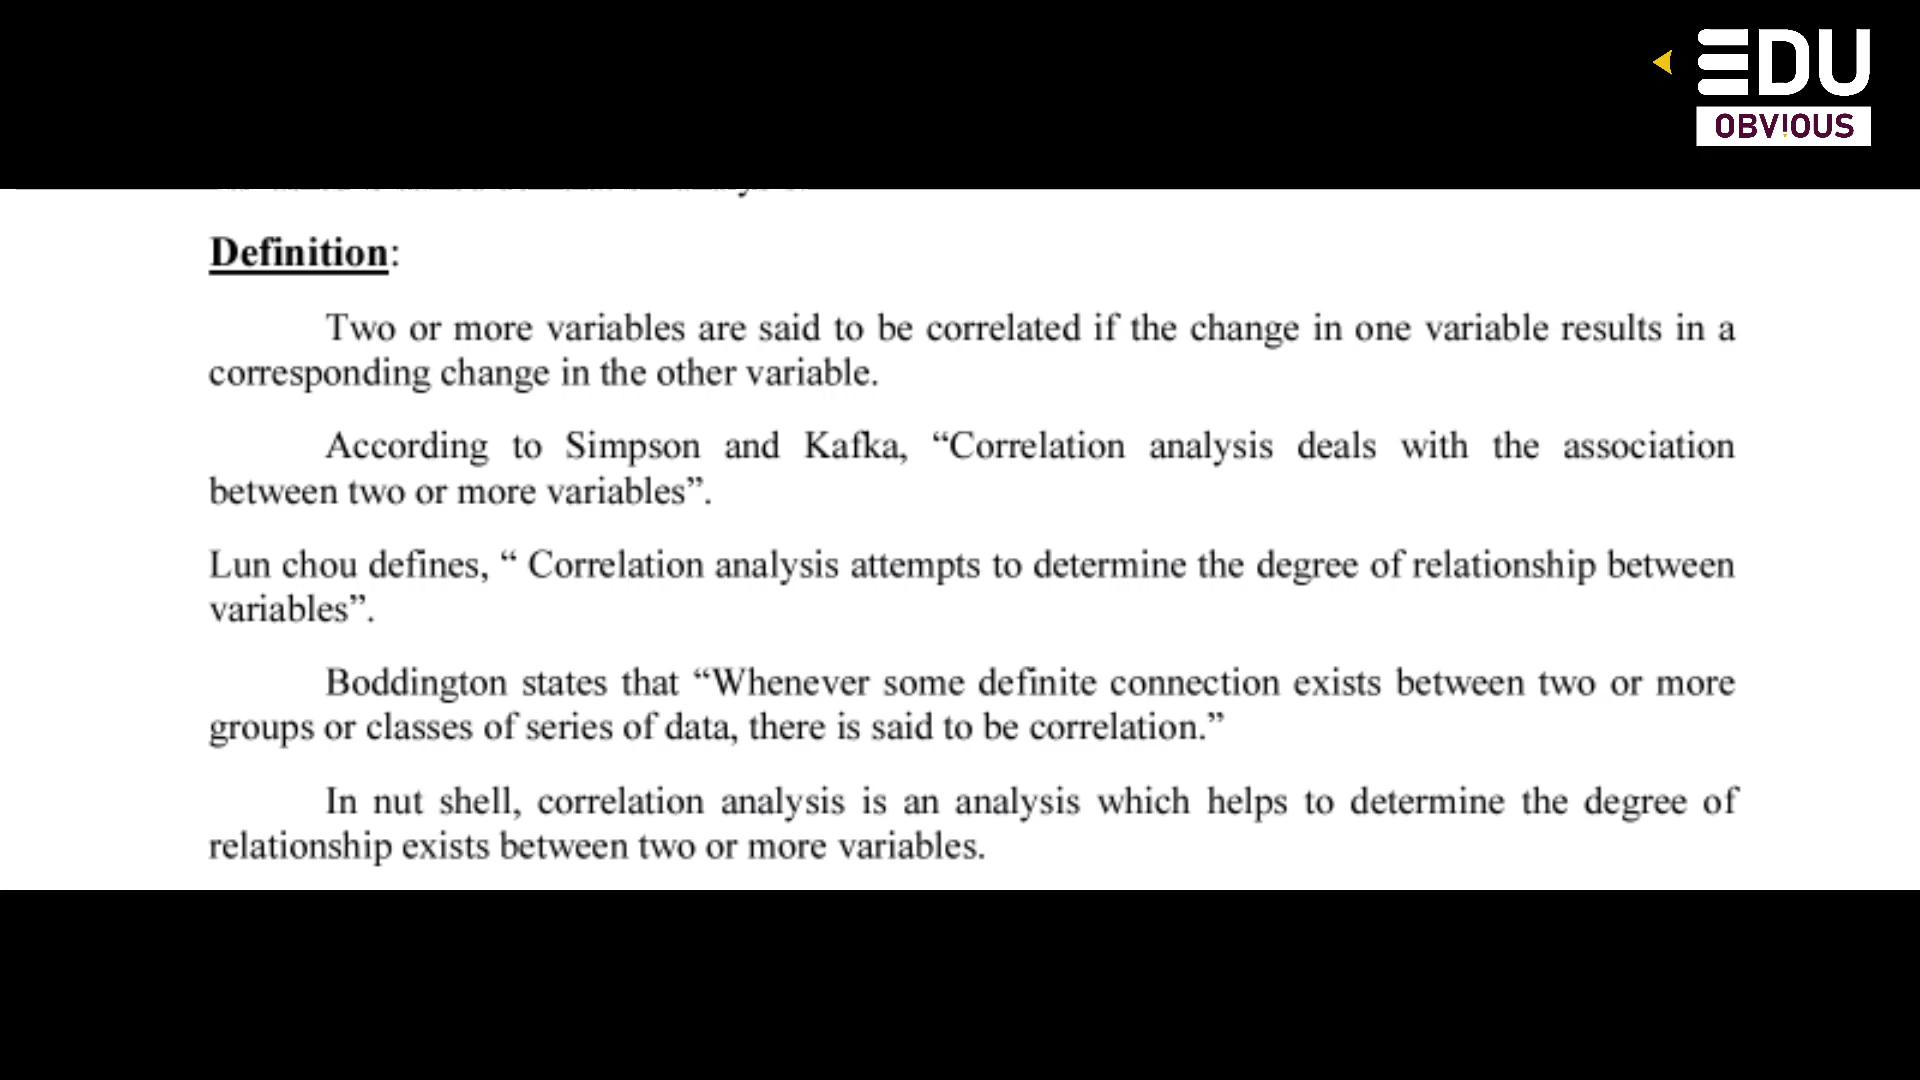 EDU
OBV!OUS
Definition:
Two or more variables are said to be correlated if the change in one variable results in a
corresponding change in the other variable.
According to Simpson and Kafka, “Correlation analysis deals with the association
between two or more variables”.
Lun chou defines, “ Correlation analysis attempts to determine the degree of relationship between
variables”.
Boddington states that “Whenever some definite connection exists between two or more
groups or classes of series of data, there is said to be correlation.”
In nut shell, correlation analysis is an analysis which helps to determine the degree of
relationship exists between two or more variables.